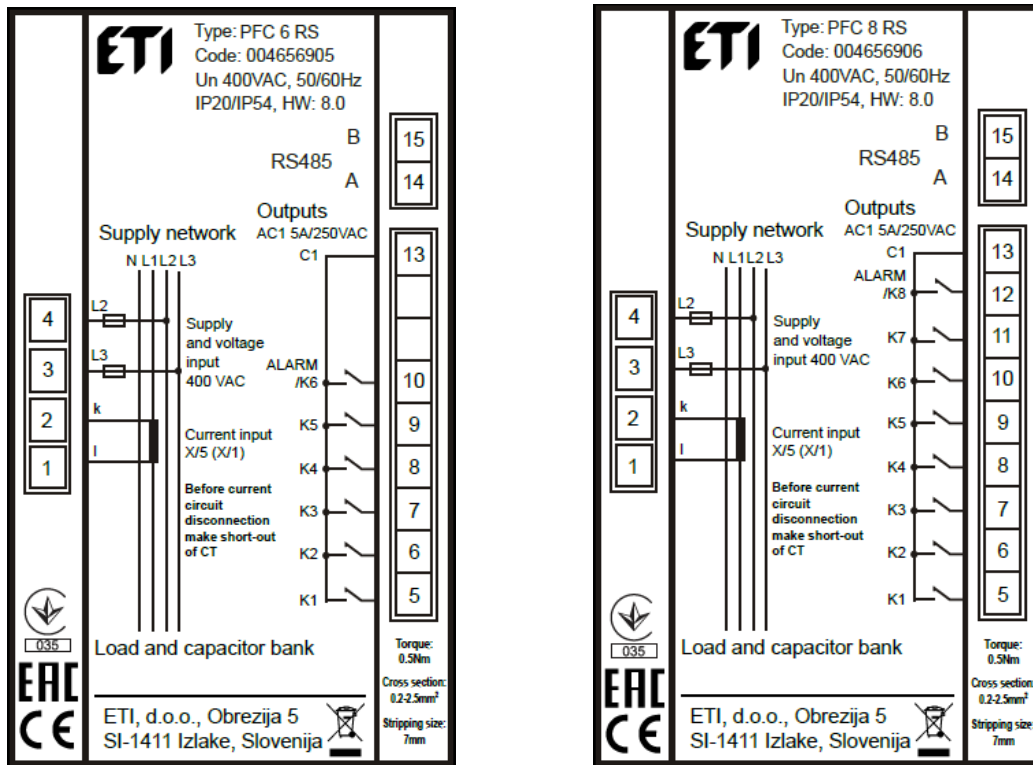 ETI
Type: PFC 6 RS
Code: 004656905
Un 400VAC, 50/60Hz
IP20/IP54, HW: 8.0
B
15
RS485
A
14
Outputs
Supply network
AC1 5A/250VAC
N L1 L2 L3
C1
13
4
L2
Supply
and voltage
input
400 VAC
3
L3
ALARM
/K6
10
2
k
K5
9
Current input
X/5 (X/1)
1
l
K4
8
Before current
circuit
disconnection
make short-out
of CT
K3
7
K2
6
K1
5
035
Load and capacitor bank
Torque:
0.5Nm
Cross section:
0.2-2.5mm²
Stripping size:
7mm
EAC
CE
ETI, d.o.o., Obrezija 5
SI-1411 Izlake, Slovenija
ETI
Type: PFC 8 RS
Code: 004656906
Un 400VAC, 50/60Hz
IP20/IP54, HW: 8.0
B
15
RS485
A
14
Outputs
Supply network
AC1 5A/250VAC
N L1 L2 L3
C1
13
ALARM
/K8
12
4
L2
Supply
and voltage
input 400 VAC
K7
11
3
L3
K6
10
2
k
K5
9
Current input
X/5 (X/1)
1
l
K4
8
Before current
circuit
disconnection
make short-out
of CT
K3
7
K2
6
K1
5
035
Load and capacitor bank
Torque:
0.5Nm
Cross section:
0.2-2.5mm²
Stripping size:
7mm
EAC
CE
ETI, d.o.o., Obrezija 5
SI-1411 Izlake, Slovenija